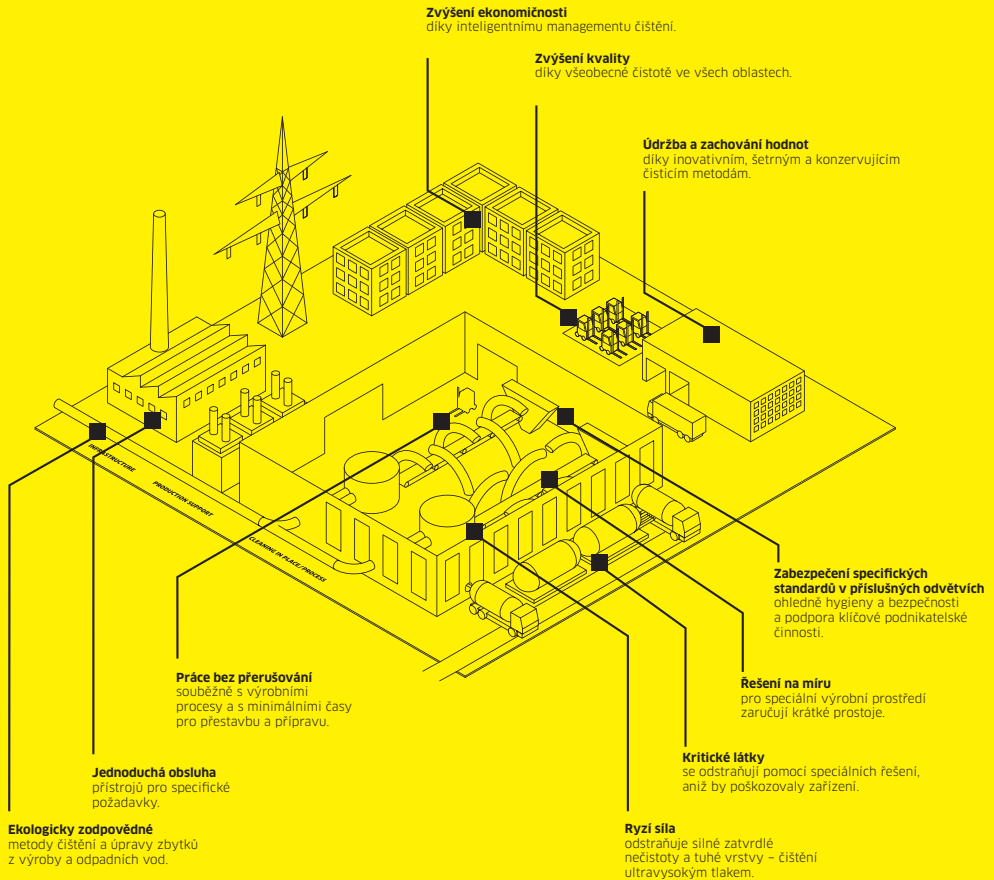 Zvýšení ekonomičnosti
díky inteligentnímu managementu čištění.
Zvýšení kvality
díky všeobecné čistotě ve všech oblastech.
Údržba a zachování hodnot
díky inovativním, šetrným a konzervujícím
čisticím metodám.
INFRASTRUCTURE
PRODUCTION SUPPORT
CLEANING IN PLACE/PROCESS
Zabezpečení specifických
standardů v příslušných odvětvích
ohledně hygieny a bezpečnosti
a podpora klíčové podnikatelské
činnosti.
Práce bez přerušování
souběžně s výrobními
procesy a s minimálními časy
pro přestavbu a přípravu.
Řešení na míru
pro speciální výrobní prostředí
zaručují krátké prostoje.
Jednoduchá obsluha
přístrojů pro specifické
požadavky.
Kritické látky
se odstraňují pomocí speciálních řešení,
aniž by poškozovaly zařízení.
Ekologicky zodpovědné
metody čištění a úpravy zbytků
z výroby a odpadních vod.
Ryzí síla
odstraňuje silné zatvrdlé
nečistoty a tuhé vrstvy – čištění
ultravysokým tlakem.